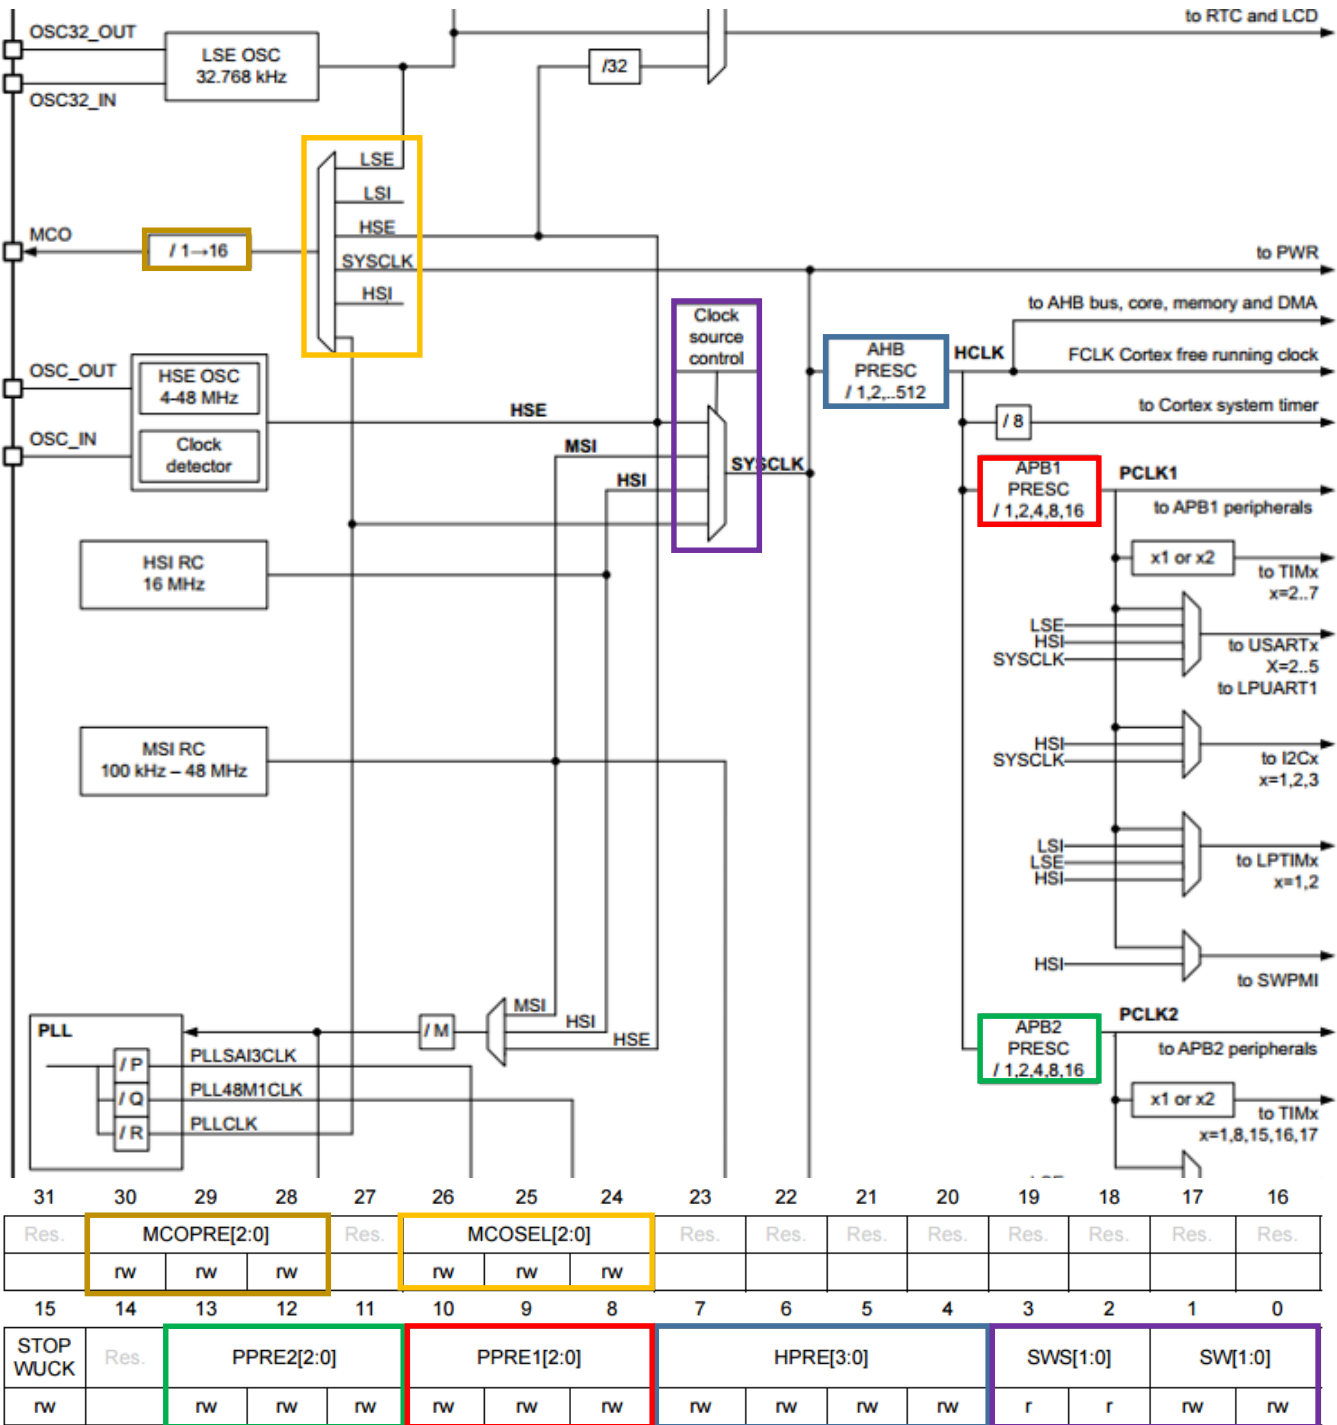 to RTC and LCD
OSC32_OUT
LSE OSC
32.768 kHz
/32
OSC32_IN
LSE
LSI
HSE
MCO
/ 1→16
SYSCLK
to PWR
HSI
to AHB bus, core, memory and DMA
Clock
source
control
AHB
PRESC
/ 1,2,..512
HCLK
FCLK Cortex free running clock
OSC_OUT
HSE OSC
4-48 MHz
HSE
to Cortex system timer
/ 8
OSC_IN
Clock
detector
MSI
SYSCLK
HSI
APB1
PRESC
/ 1,2,4,8,16
PCLK1
to APB1 peripherals
HSI RC
16 MHz
x1 or x2
to TIMx
x=2..7
LSE
HSI
SYSCLK
to USARTx
X=2..5
to LPUART1
MSI RC
100 kHz – 48 MHz
HSI
SYSCLK
to I2Cx
x=1,2,3
LSI
LSE
HSI
to LPTIMx
x=1,2
HSI
to SWPMI
MSI
HSI
HSE
/ M
PLL
PCLK2
APB2
PRESC
/ 1,2,4,8,16
to APB2 peripherals
/ P
PLLSAI3CLK
/ Q
PLL48M1CLK
/ R
PLLCLK
x1 or x2
to TIMx
x=1,8,15,16,17
31 30 29 28 27 26 25 24 23 22 21 20 19 18 17 16
Res. MCOPRE[2:0] Res. MCOSEL[2:0] Res. Res. Res. Res. Res. Res. Res. Res.
rw rw rw rw rw rw
15 14 13 12 11 10 9 8 7 6 5 4 3 2 1 0
STOP
WUCK Res. PPRE2[2:0] PPRE1[2:0] HPRE[3:0] SWS[1:0] SW[1:0]
rw rw rw rw rw rw rw rw rw rw rw r r rw rw